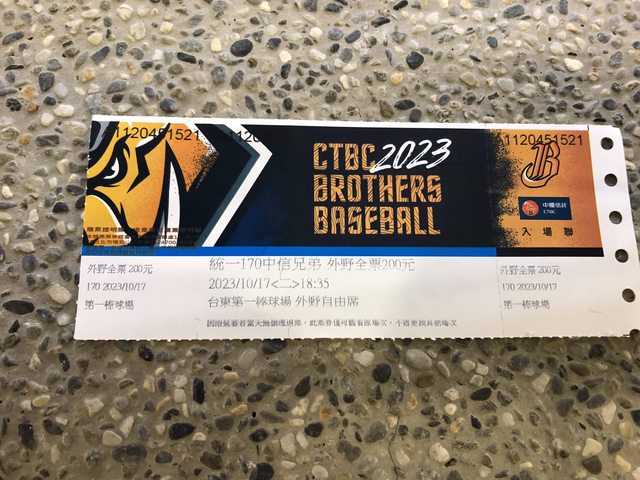 A1120451521
A1120451521
CTBC 2023
BROTHERS
BASEBALL
B
中國信託
CTBC
入場聯
外野全票 200元
170 2023/10/17
第一棒球場
統一170中信兄弟 外野全票200元
2023/10/17<二>18:35
台東第一棒球場 外野自由席
外野全票 200元
170 2023/10/17
第一棒球場